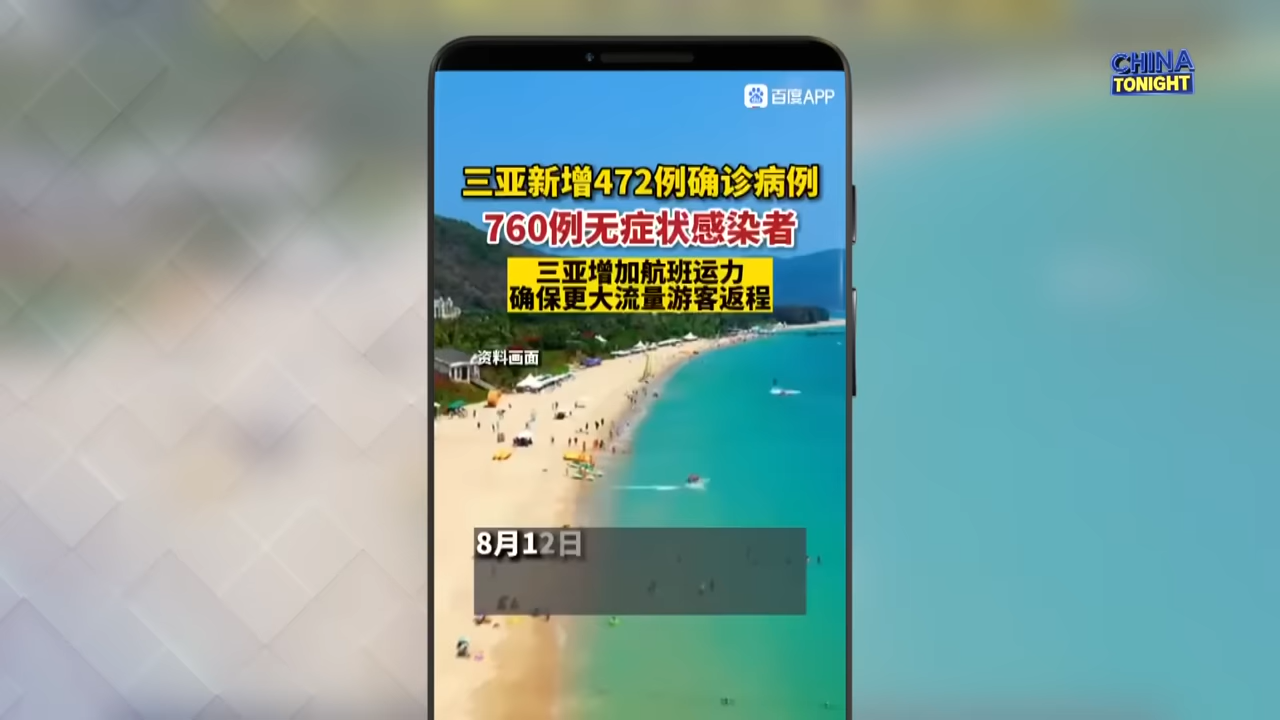 CHINA
TONIGHT
百度APP
三亚新增472例确诊病例
760例无症状感染者
三亚增加航班运力
确保更大流量游客返程
资料画面
8月12日